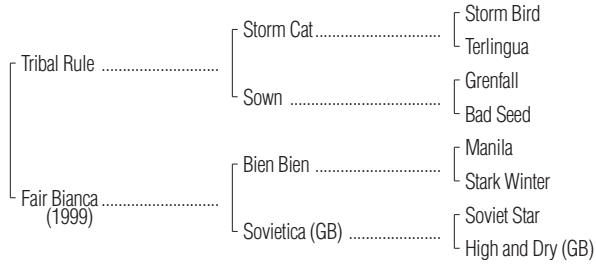 Storm Bird
Storm Cat
Terlingua
Tribal Rule
Grenfall
Sown
Bad Seed
Manila
Bien Bien
Stark Winter
Fair Bianca
(1999)
Soviet Star
Sovietica (GB)
High and Dry (GB)